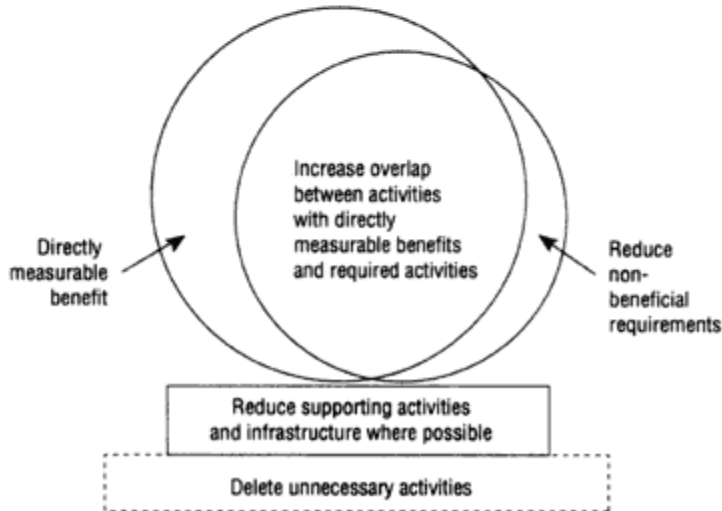 Increase overlap
between activities
with directly
measurable benefits
and required activities
Directly
measurable
benefit
Reduce
non-
beneficial
requirements
Reduce supporting activities
and infrastructure where possible
Delete unnecessary activities